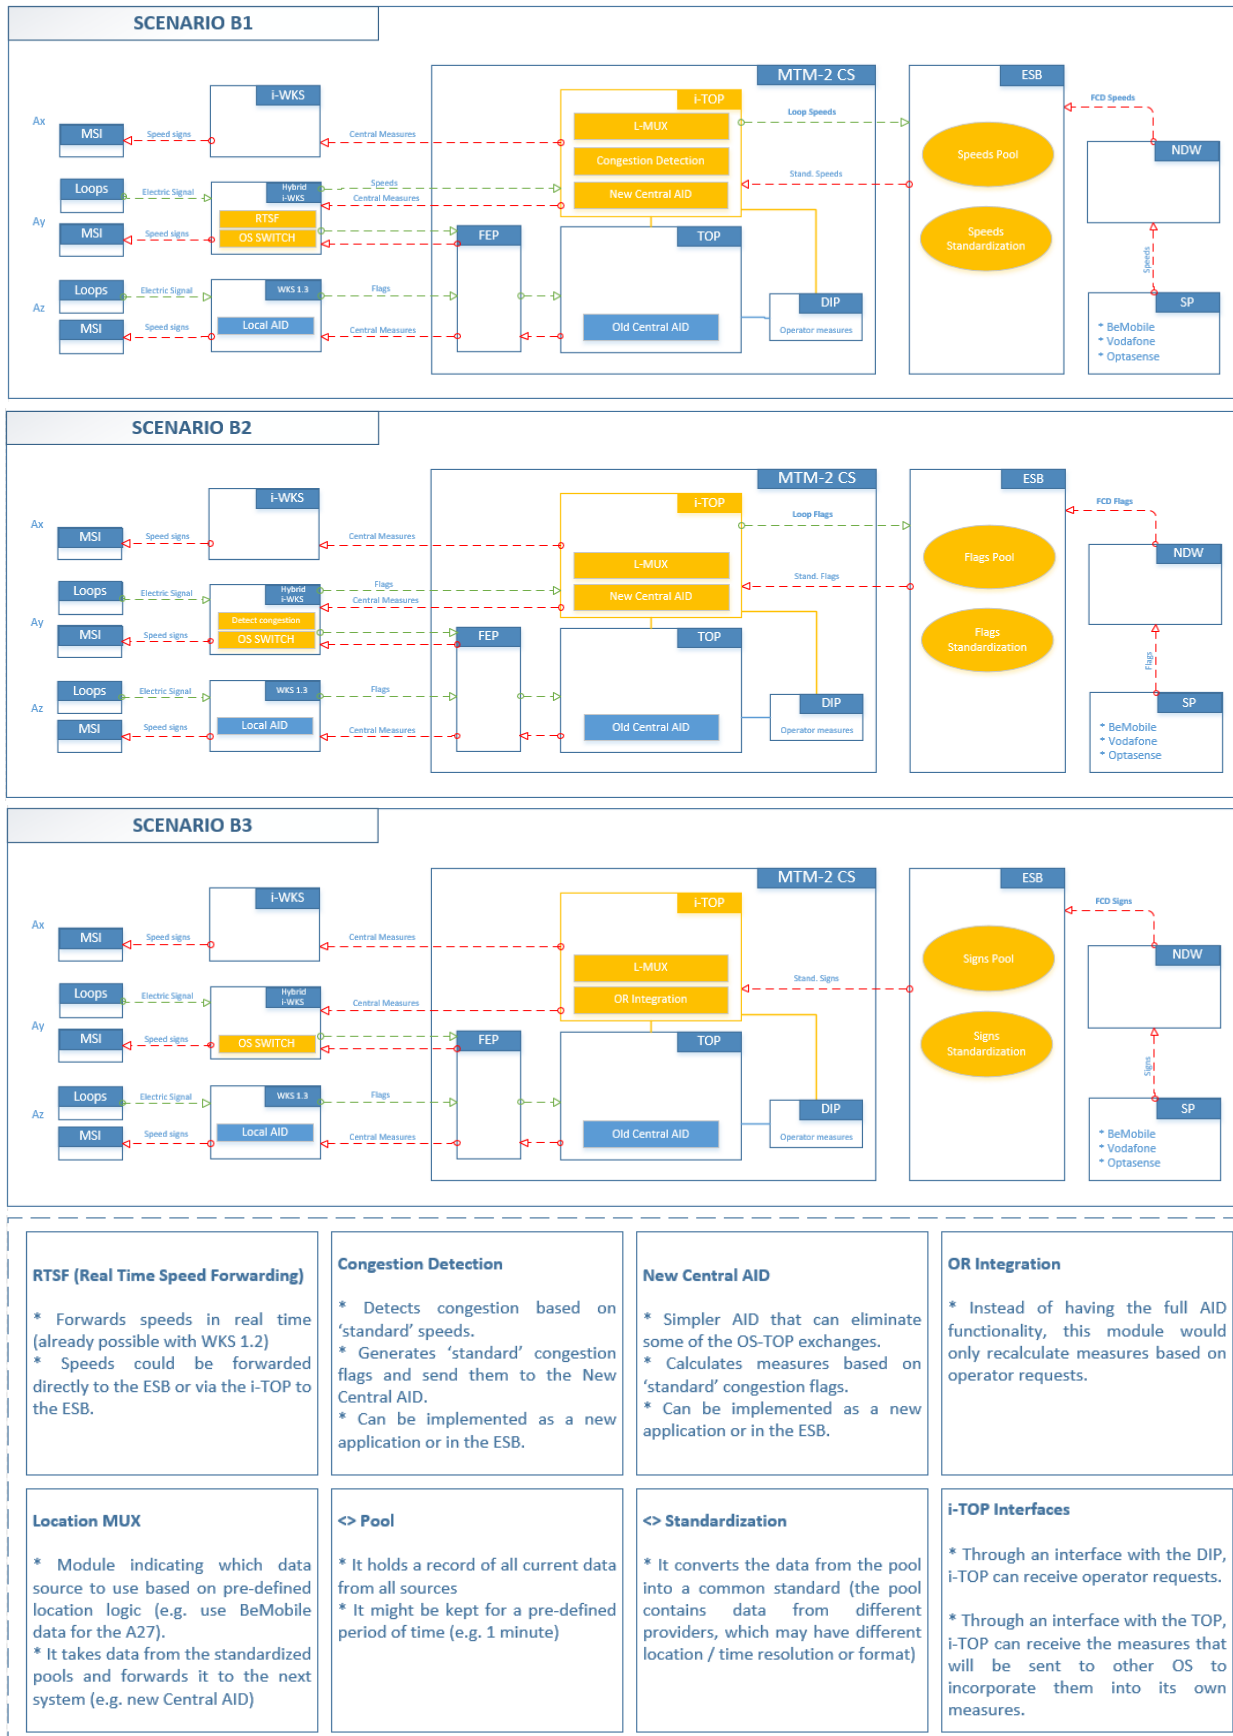 SCENARIO B1
MTM-2 CS
ESB
i-WKS
i-TOP
FCD Speeds
Ax
MSI
Speed signs
Central Measures
L-MUX
Loop Speeds
Speeds Pool
NDW
Congestion Detection
Loops
Electric Signal
Hybrid
i-WKS
Speeds
Central Measures
New Central AID
Stand. Speeds
Ay
RTSF
MSI
Speed signs
OS SWITCH
FEP
TOP
Speeds
Standardization
Speeds
Loops
Electric Signal
WKS 1.3
Flags
DIP
SP
Az
MSI
Speed signs
Local AID
Central Measures
Old Central AID
Operator measures
* BeMobile
* Vodafone
* Optasense
SCENARIO B2
MTM-2 CS
ESB
i-WKS
i-TOP
FCD Flags
Ax
MSI
Speed signs
Central Measures
Loop Flags
Flags Pool
NDW
L-MUX
Loops
Electric Signal
Hybrid
i-WKS
Flags
Central Measures
New Central AID
Stand. Flags
Ay
Detect congestion
MSI
Speed signs
OS SWITCH
FEP
TOP
Flags
Standardization
Flags
Loops
Electric Signal
WKS 1.3
Flags
DIP
SP
Az
MSI
Speed signs
Local AID
Central Measures
Old Central AID
Operator measures
* BeMobile
* Vodafone
* Optasense
SCENARIO B3
MTM-2 CS
ESB
i-WKS
i-TOP
FCD Signs
Ax
MSI
Speed signs
Central Measures
Signs Pool
NDW
L-MUX
Loops
Electric Signal
Hybrid
i-WKS
Central Measures
OR Integration
Stand. Signs
Ay
MSI
Speed signs
OS SWITCH
FEP
TOP
Signs
Standardization
Signs
Loops
Electric Signal
WKS 1.3
Flags
DIP
SP
Az
MSI
Speed signs
Local AID
Central Measures
Old Central AID
Operator measures
* BeMobile
* Vodafone
* Optasense
RTSF (Real Time Speed Forwarding)
* Forwards speeds in real time
(already possible with WKS 1.2)
* Speeds could be forwarded
directly to the ESB or via the i-TOP to
the ESB.
Congestion Detection
* Detects congestion based on
‘standard’ speeds.
* Generates ‘standard’ congestion
flags and send them to the New
Central AID.
* Can be implemented as a new
application or in the ESB.
New Central AID
* Simpler AID that can eliminate
some of the OS-TOP exchanges.
* Calculates measures based on
‘standard’ congestion flags.
* Can be implemented as a new
application or in the ESB.
OR Integration
* Instead of having the full AID
functionality, this module would
only recalculate measures based on
operator requests.
Location MUX
* Module indicating which data
source to use based on pre-defined
location logic (e.g. use BeMobile
data for the A27).
* It takes data from the standardized
pools and forwards it to the next
system (e.g. new Central AID)
<> Pool
* It holds a record of all current data
from all sources
* It might be kept for a pre-defined
period of time (e.g. 1 minute)
<> Standardization
* It converts the data from the pool
into a common standard (the pool
contains data from different
providers, which may have different
location / time resolution or format)
i-TOP Interfaces
* Through an interface with the DIP,
i-TOP can receive operator requests.
* Through an interface with the TOP,
i-TOP can receive the measures that
will be sent to other OS to
incorporate them into its own
measures.